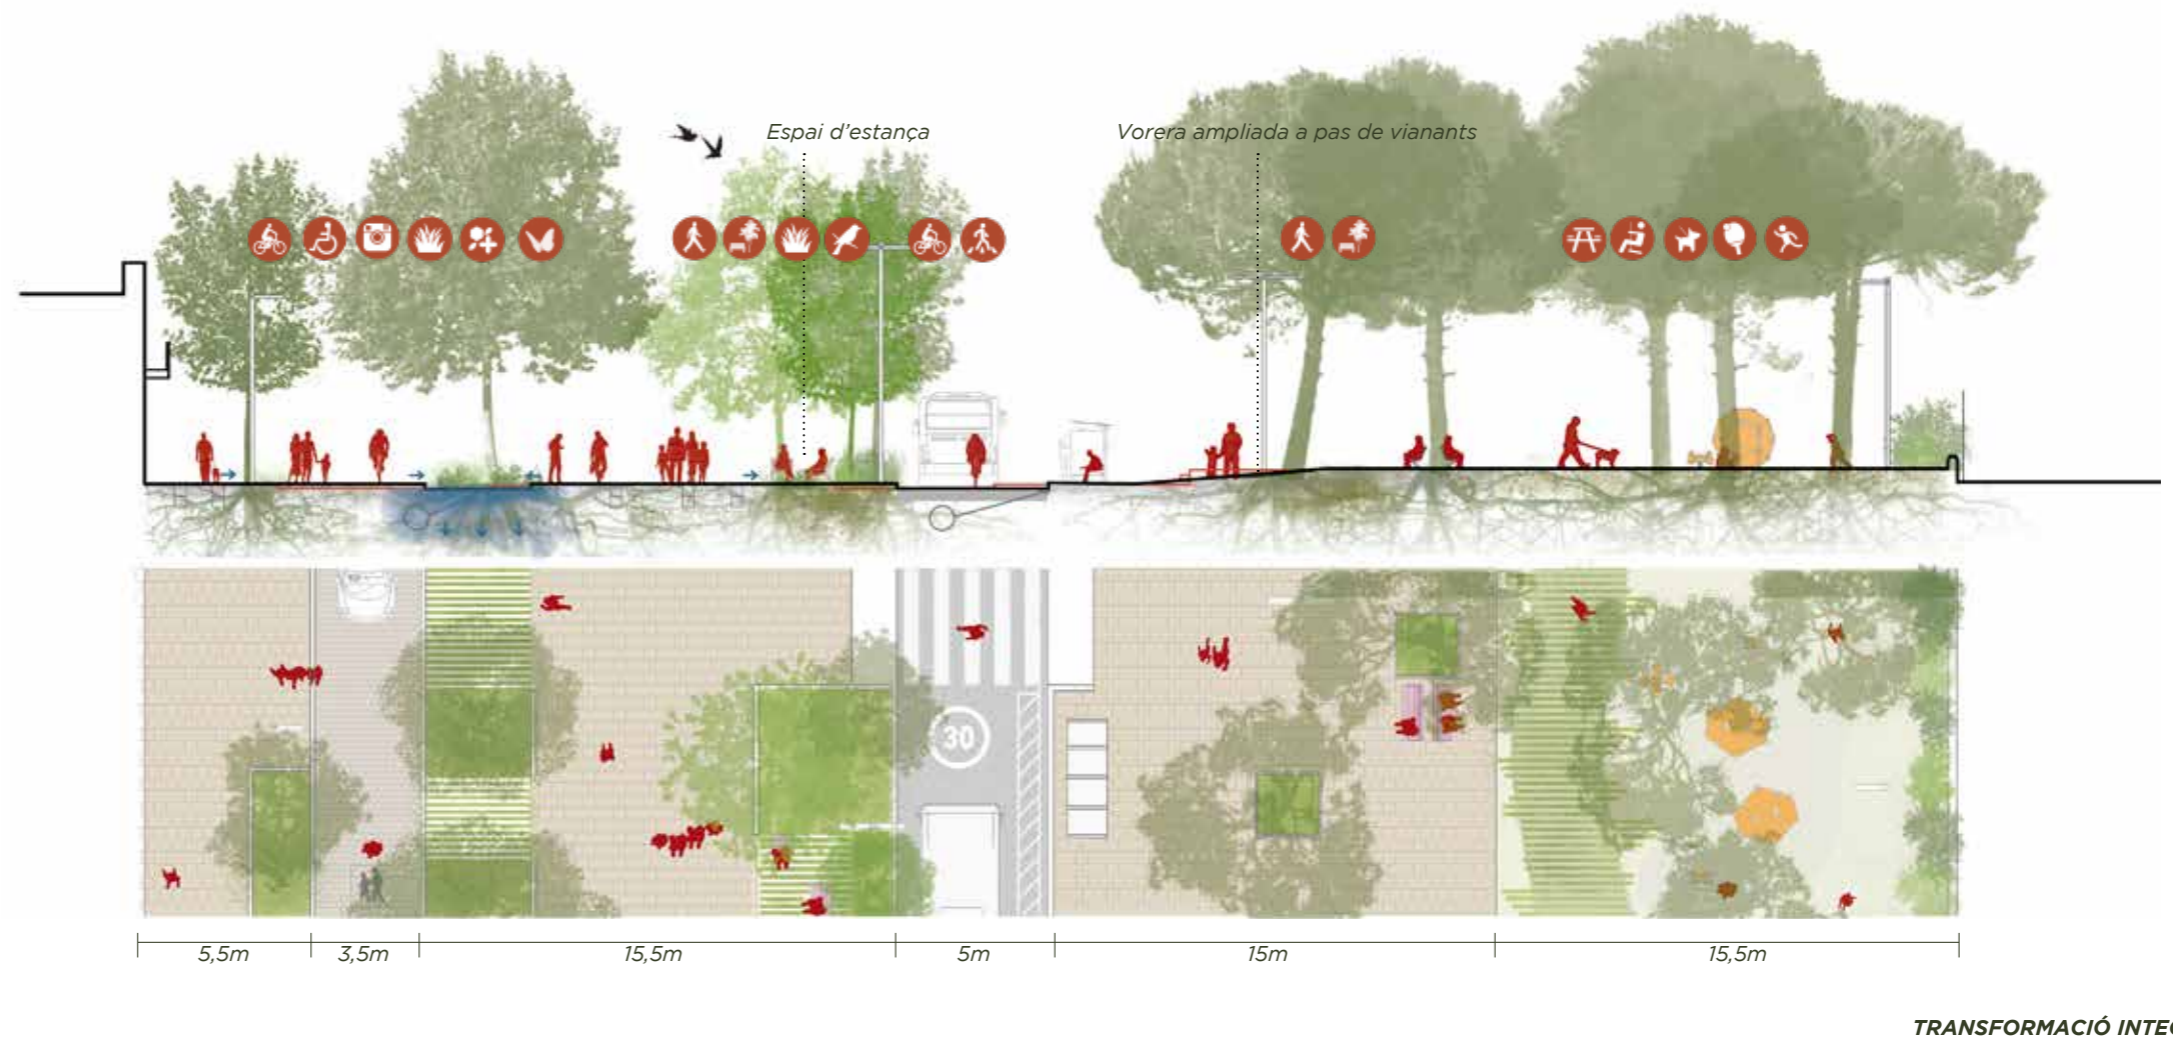 Espai d'estança
Vorera ampliada a pas de vianants
30
5,5m
3,5m
15,5m
5m
15m
15,5m
TRANSFORMACIÓ